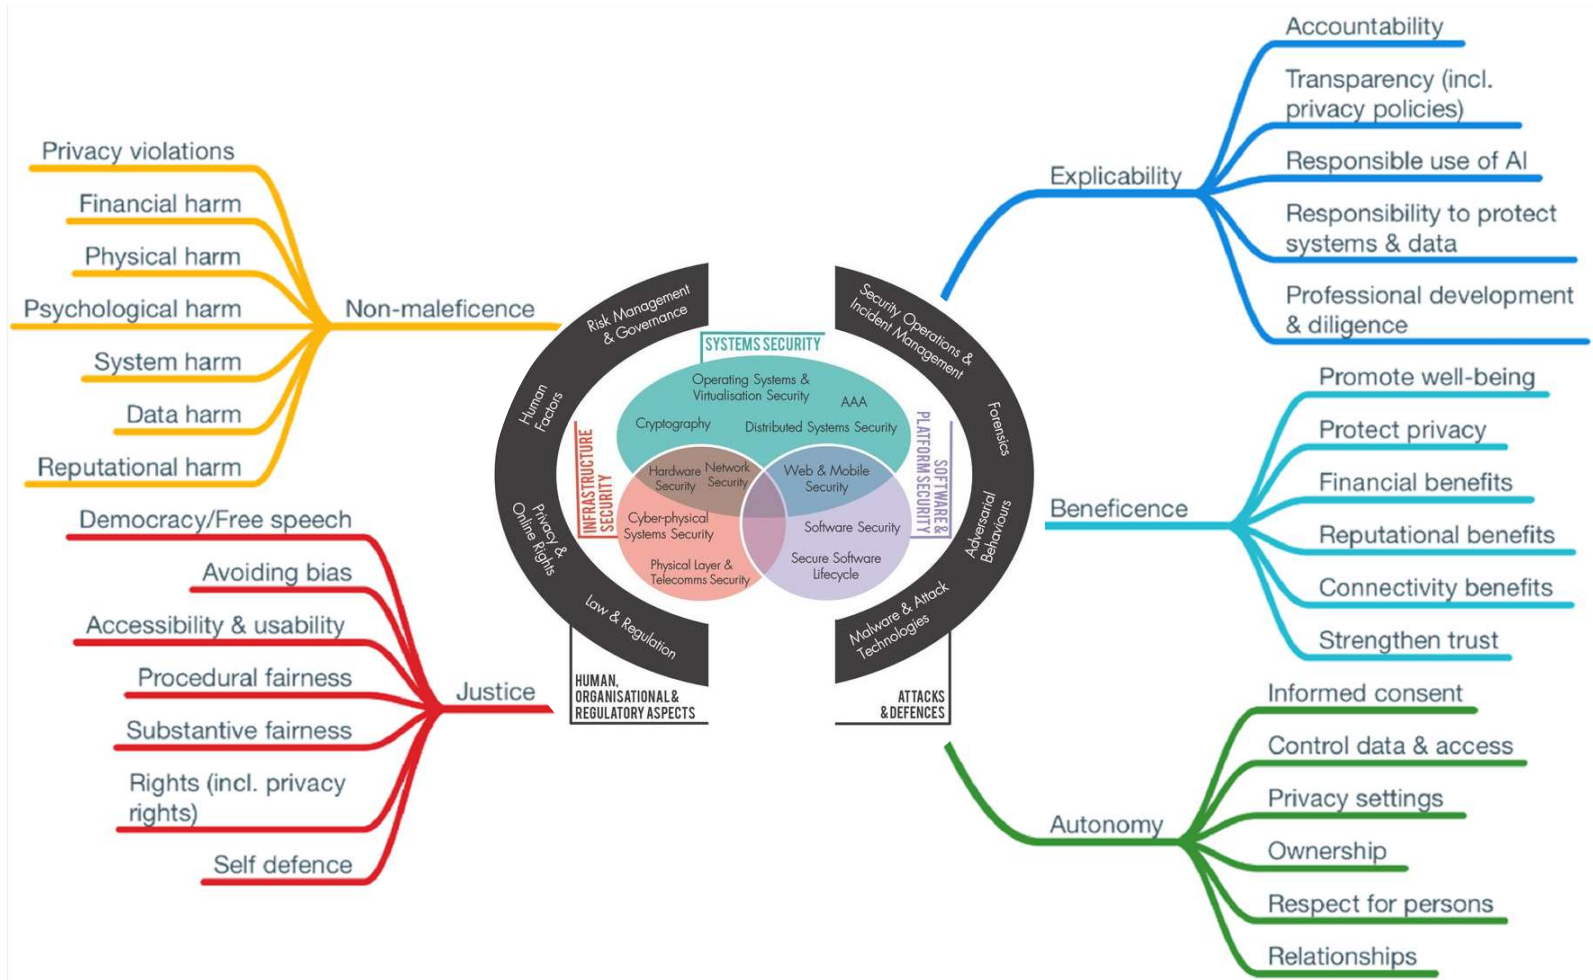 Privacy violations
Financial harm
Physical harm
Psychological harm
System harm
Data harm
Reputational harm
Non-maleficence
Democracy/Free speech
Avoiding bias
Accessibility & usability
Procedural fairness
Substantive fairness
Rights (incl. privacy
rights)
Self defence
Justice
Risk Management
& Governance
Human
Factors
Privacy &
Online Rights
Law & Regulation
HUMAN,
ORGANISATIONAL &
REGULATORY ASPECTS
SYSTEMS SECURITY
Operating Systems &
Virtualisation Security
AAA
Cryptography
Distributed Systems Security
INFRASTRUCTURE
SECURITY
Hardware
Security
Network
Security
Web & Mobile
Security
Cyber-physical
Systems Security
Physical Layer &
Telecomms Security
Software Security
Secure Software
Lifecycle
SOFTWARE &
PLATFORM SECURITY
Security Operations &
Incident Management
Forensics
Adversarial
Behaviours
Malware & Attack
Technologies
ATTACKS
& DEFENCES
Explicability
Accountability
Transparency (incl.
privacy policies)
Responsible use of AI
Responsibility to protect
systems & data
Professional development
& diligence
Beneficence
Promote well-being
Protect privacy
Financial benefits
Reputational benefits
Connectivity benefits
Strengthen trust
Autonomy
Informed consent
Control data & access
Privacy settings
Ownership
Respect for persons
Relationships